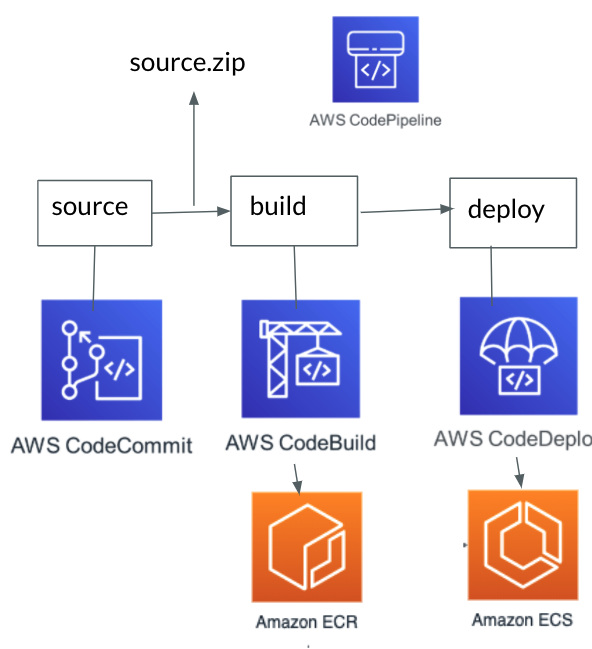 source.zip
AWS CodePipeline
source
build
deploy
AWS CodeCommit
AWS CodeBuild
AWS CodeDeplo
Amazon ECR
Amazon ECS